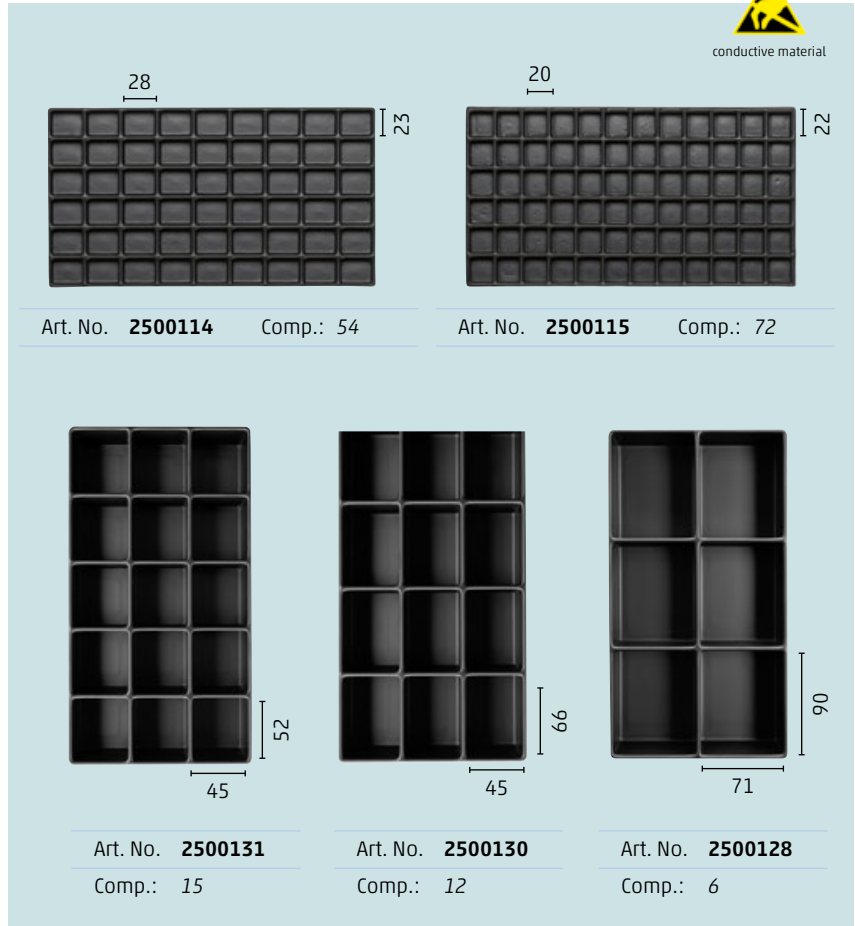 conductive material
28
23
20
22
Art. No. 2500114 Comp.: 54
Art. No. 2500115 Comp.: 72
52
45
66
45
90
71
Art. No. 2500131
Comp.: 15
Art. No. 2500130
Comp.: 12
Art. No. 2500128
Comp.: 6